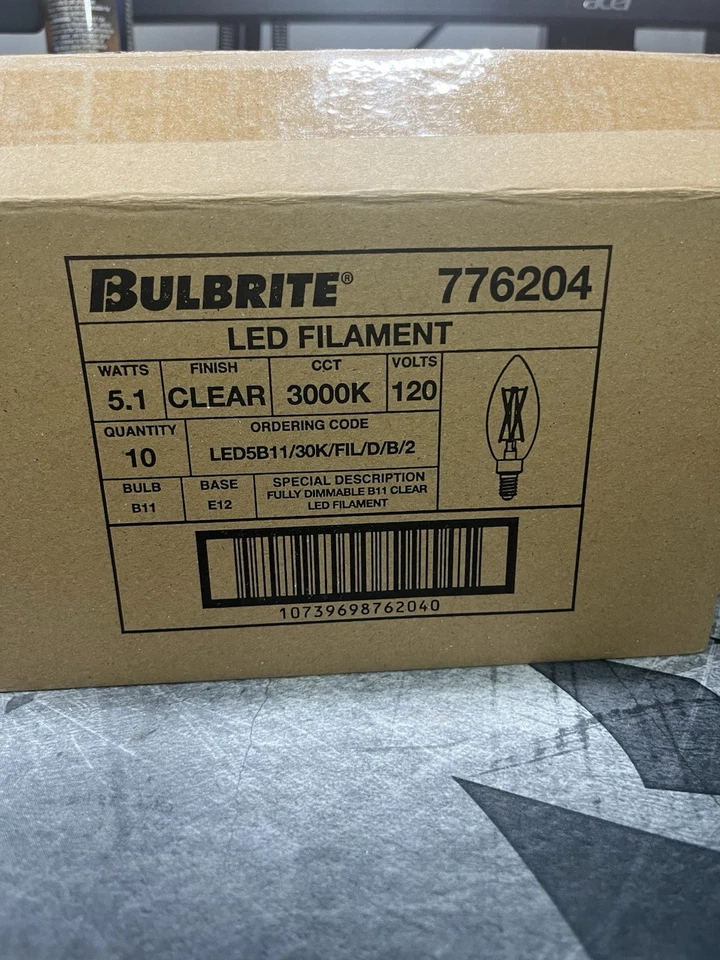 acer
BULBRITE® 776204
LED FILAMENT
WATTS FINISH CCT VOLTS
5.1 CLEAR 3000K 120
QUANTITY ORDERING CODE
10 LED5B11/30K/FIL/D/B/2
BULB BASE SPECIAL DESCRIPTION
B11 E12 FULLY DIMMABLE B11 CLEAR
LED FILAMENT
10739698762040